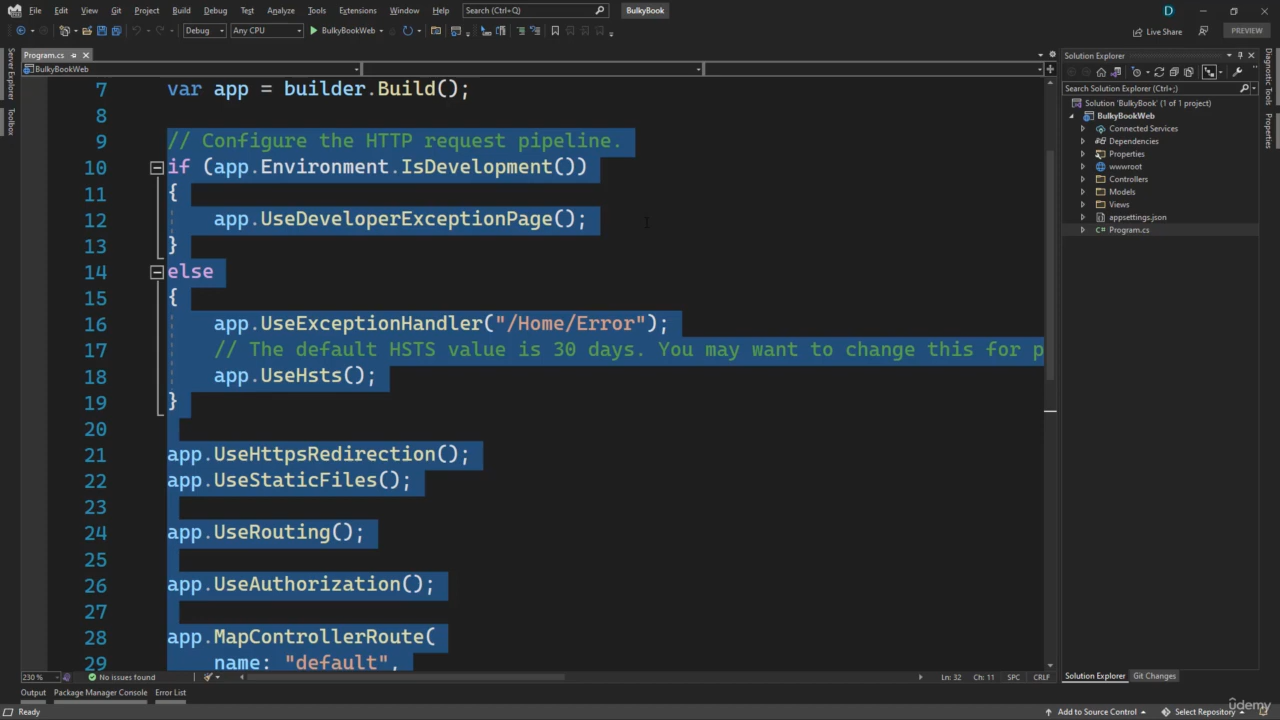 File Edit View Git Project Build Debug Test Analyze Tools Extensions Window Help Search (Ctrl+Q) BulkyBook D
Debug Any CPU BulkyBookWeb Live Share PREVIEW
Program.cs
BulkyBookWeb
Server Explorer
Toolbox
7 var app = builder.Build();
8
9 // Configure the HTTP request pipeline.
10 if (app.Environment.IsDevelopment())
11 {
12 app.UseDeveloperExceptionPage();
13 }
14 else
15 {
16 app.UseExceptionHandler("/Home/Error");
17 // The default HSTS value is 30 days. You may want to change this for p
18 app.UseHsts();
19 }
20
21 app.UseHttpsRedirection();
22 app.UseStaticFiles();
23
24 app.UseRouting();
25
26 app.UseAuthorization();
27
28 app.MapControllerRoute(
29 name: "default",
230 % No issues found Ln: 32 Ch: 11 SPC CRLF
Output Package Manager Console Error List
Ready Add to Source Control Select Repository
Solution Explorer
Search Solution Explorer (Ctrl+;)
Solution 'BulkyBook' (1 of 1 project)
BulkyBookWeb
Connected Services
Dependencies
Properties
wwwroot
Controllers
Models
Views
appsettings.json
Program.cs
Solution Explorer Git Changes
Diagnostic Tools
Properties
udemy